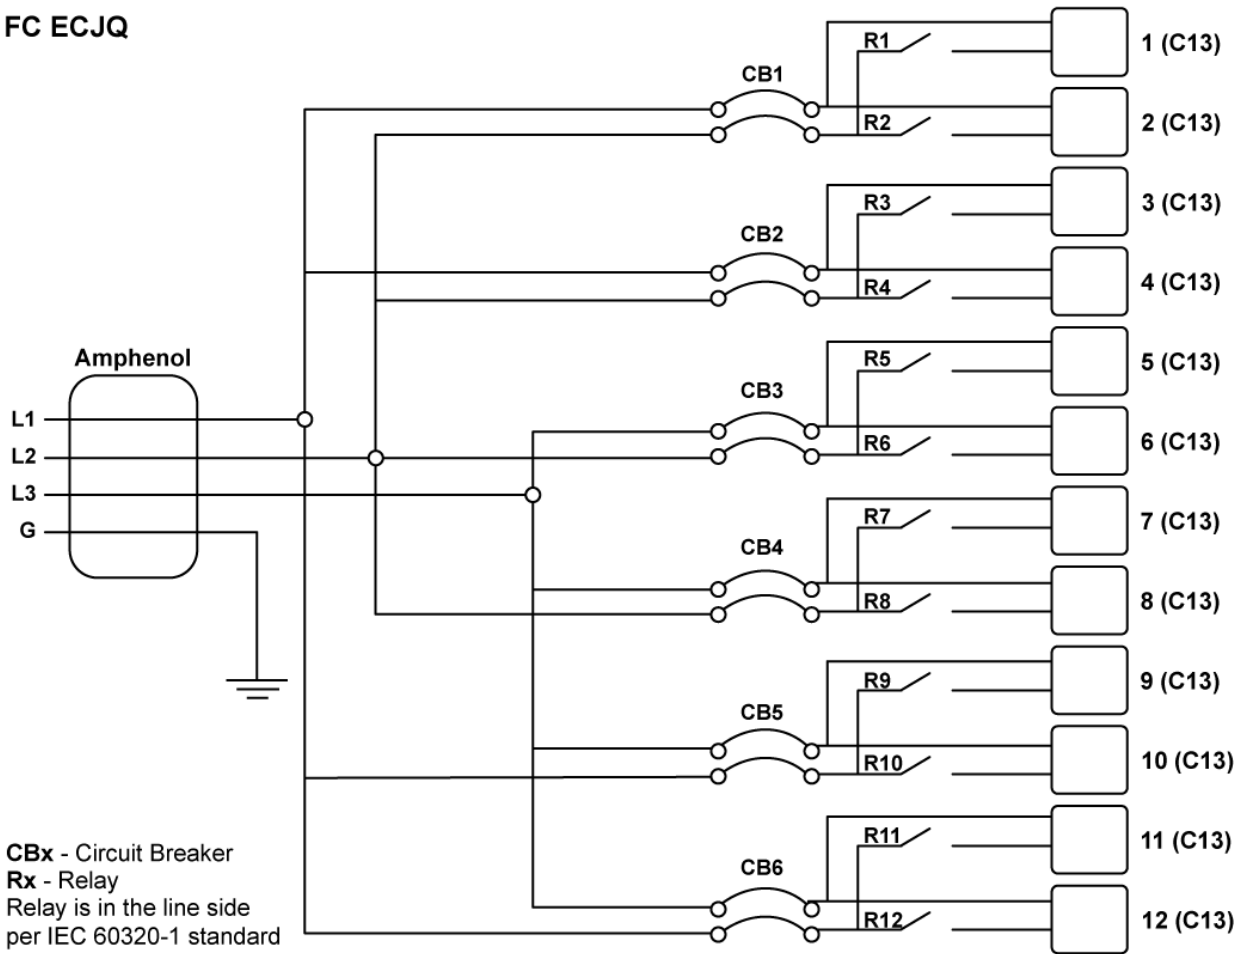 FC ECJQ
R1
1 (C13)
CB1
R2
2 (C13)
R3
3 (C13)
CB2
R4
4 (C13)
Amphenol
R5
5 (C13)
CB3
L1
R6
6 (C13)
L2
L3
R7
7 (C13)
G
CB4
R8
8 (C13)
R9
9 (C13)
CB5
R10
10 (C13)
R11
11 (C13)
CB6
R12
12 (C13)
CBx - Circuit Breaker
Rx - Relay
Relay is in the line side
per IEC 60320-1 standard